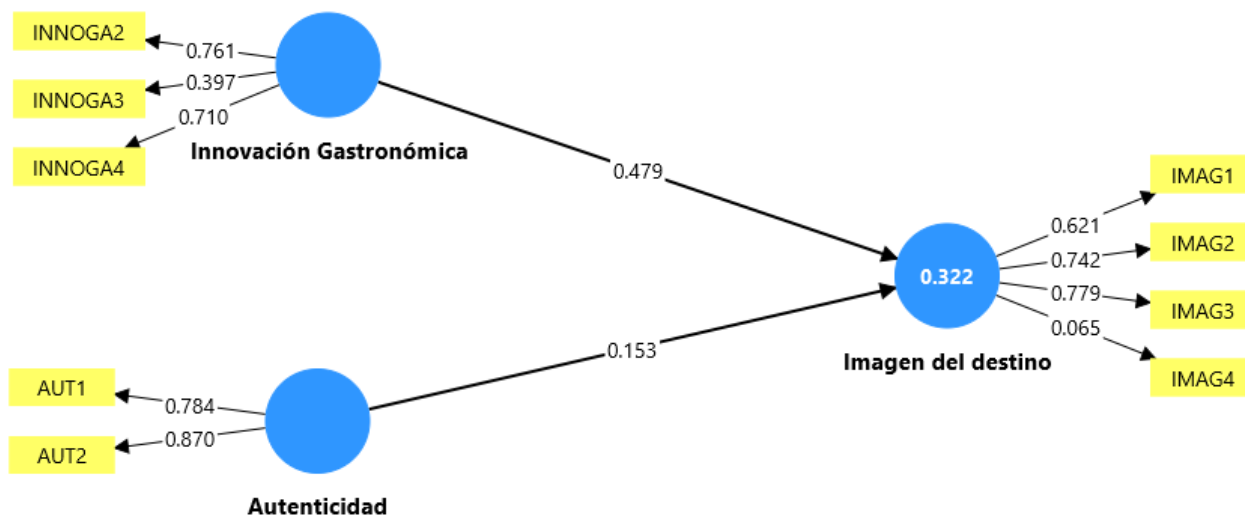 INNOGA2
0.761
INNOGA3
0.397
INNOGA4
0.710
Innovación Gastronómica
0.479
AUT1
0.784
AUT2
0.870
Autenticidad
0.153
0.322
Imagen del destino
IMAG1
0.621
IMAG2
0.742
IMAG3
0.779
IMAG4
0.065